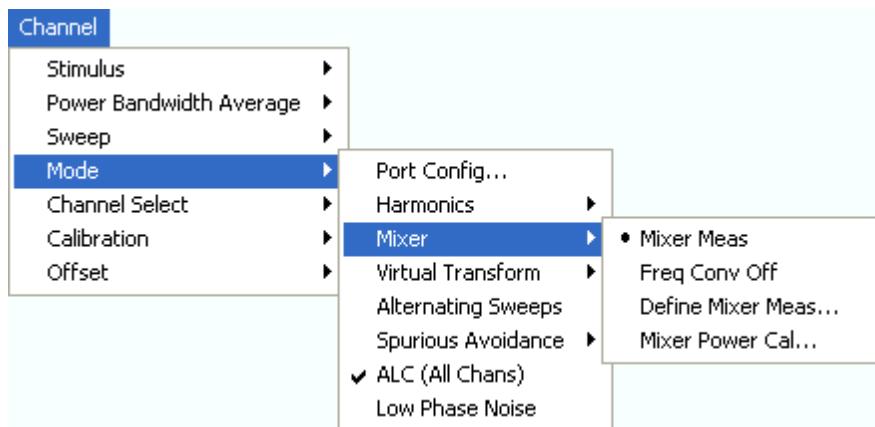 Channel
Stimulus
Power Bandwidth Average
Sweep
Mode
Channel Select
Calibration
Offset
Port Config...
Harmonics
Mixer
Virtual Transform
Alternating Sweeps
Spurious Avoidance
ALC (All Chans)
Low Phase Noise
Mixer Meas
Freq Conv Off
Define Mixer Meas...
Mixer Power Cal...